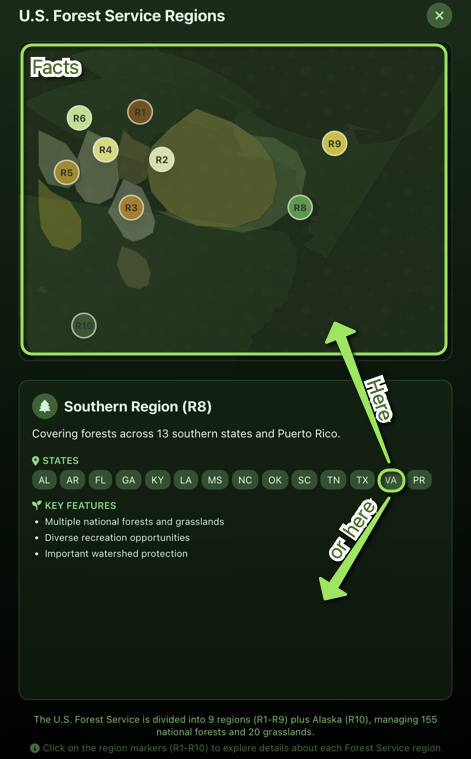 U.S. Forest Service Regions
Facts
R6
R1
R4
R2
R9
R5
R3
R8
R10
Here
Southern Region (R8)
Covering forests across 13 southern states and Puerto Rico.
STATES
AL AR FL GA KY LA MS NC OK SC TN TX VA PR
KEY FEATURES
or here
• Multiple national forests and grasslands
• Diverse recreation opportunities
• Important watershed protection
The U.S. Forest Service is divided into 9 regions (R1-R9) plus Alaska (R10), managing 155
national forests and 20 grasslands.
Click on the region markers (R1-R10) to explore details about each Forest Service region